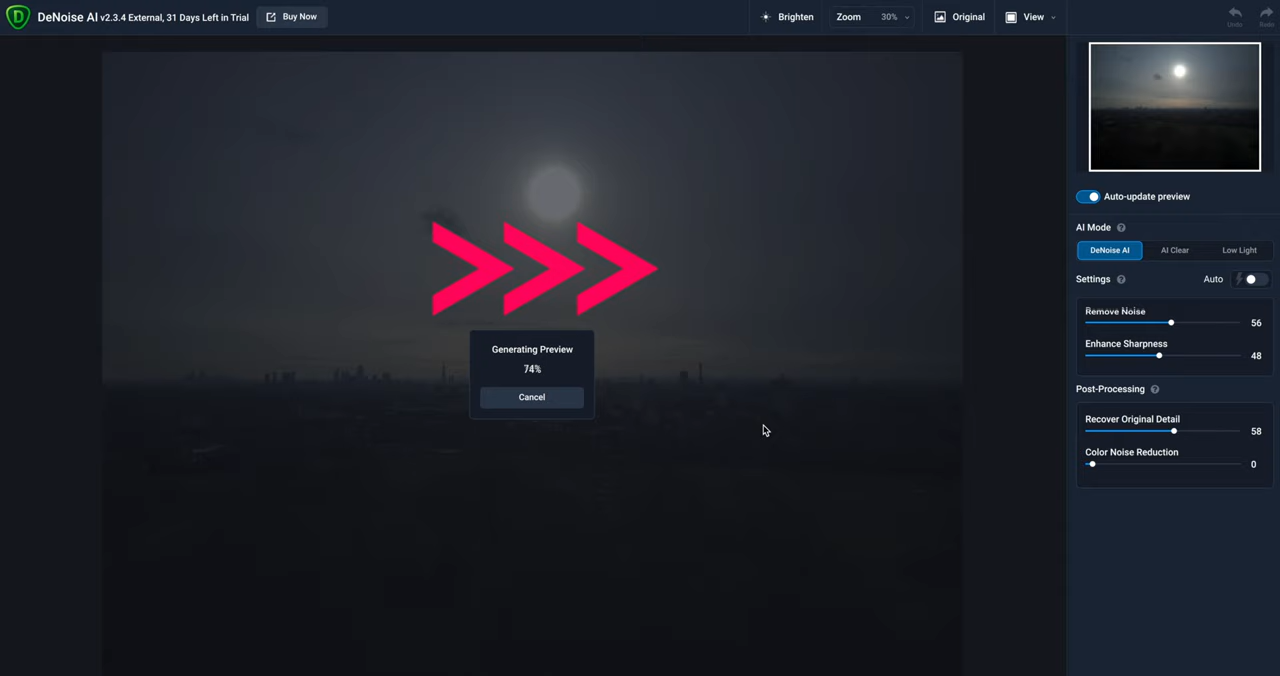 DeNoise AI v2.3.4 External, 31 Days Left in Trial Buy Now Brighten Zoom 30% Original View Undo Redo
Auto-update preview
AI Mode ?
DeNoise AI AI Clear Low Light
Settings ? Auto
Remove Noise 56
Enhance Sharpness 48
Post-Processing ?
Recover Original Detail 58
Color Noise Reduction 0
Generating Preview
74%
Cancel